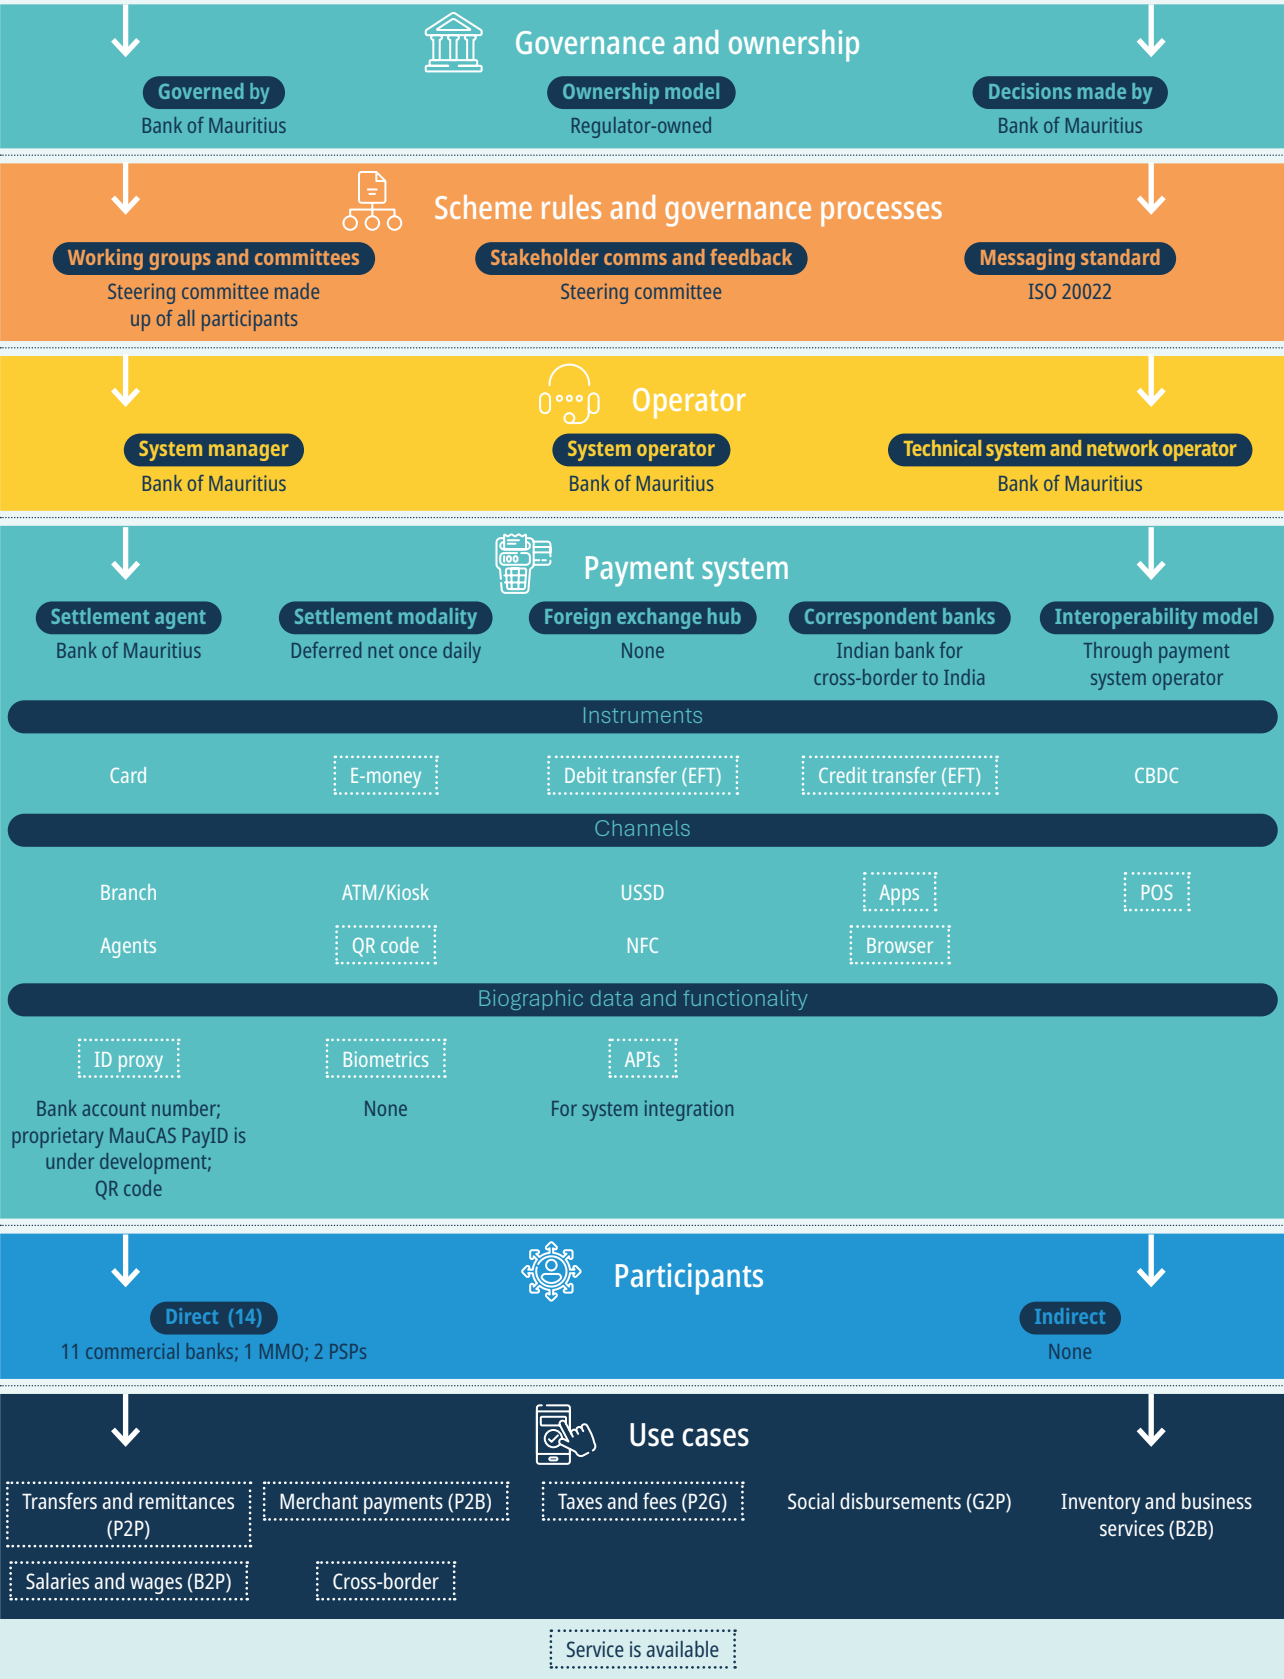 Governance and ownership
Governed by
Bank of Mauritius
Ownership model
Regulator-owned
Decisions made by
Bank of Mauritius
Scheme rules and governance processes
Working groups and committees
Steering committee made
up of all participants
Stakeholder comms and feedback
Steering committee
Messaging standard
ISO 20022
Operator
System manager
Bank of Mauritius
System operator
Bank of Mauritius
Technical system and network operator
Bank of Mauritius
100
Payment system
Settlement agent
Bank of Mauritius
Settlement modality
Deferred net once daily
Foreign exchange hub
None
Correspondent banks
Indian bank for
cross-border to India
Interoperability model
Through payment
system operator
Instruments
Card
E-money
Debit transfer (EFT)
Credit transfer (EFT)
CBDC
Channels
Branch
ATM/Kiosk
USSD
Apps
POS
Agents
QR code
NFC
Browser
Biographic data and functionality
ID proxy
Bank account number;
proprietary MauCAS PayID is
under development;
QR code
Biometrics
None
APIs
For system integration
Participants
Direct (14)
11 commercial banks; 1 MMO; 2 PSPs
Indirect
None
Use cases
Transfers and remittances
(P2P)
Merchant payments (P2B)
Taxes and fees (P2G)
Social disbursements (G2P)
Inventory and business
services (B2B)
Salaries and wages (B2P)
Cross-border
Service is available